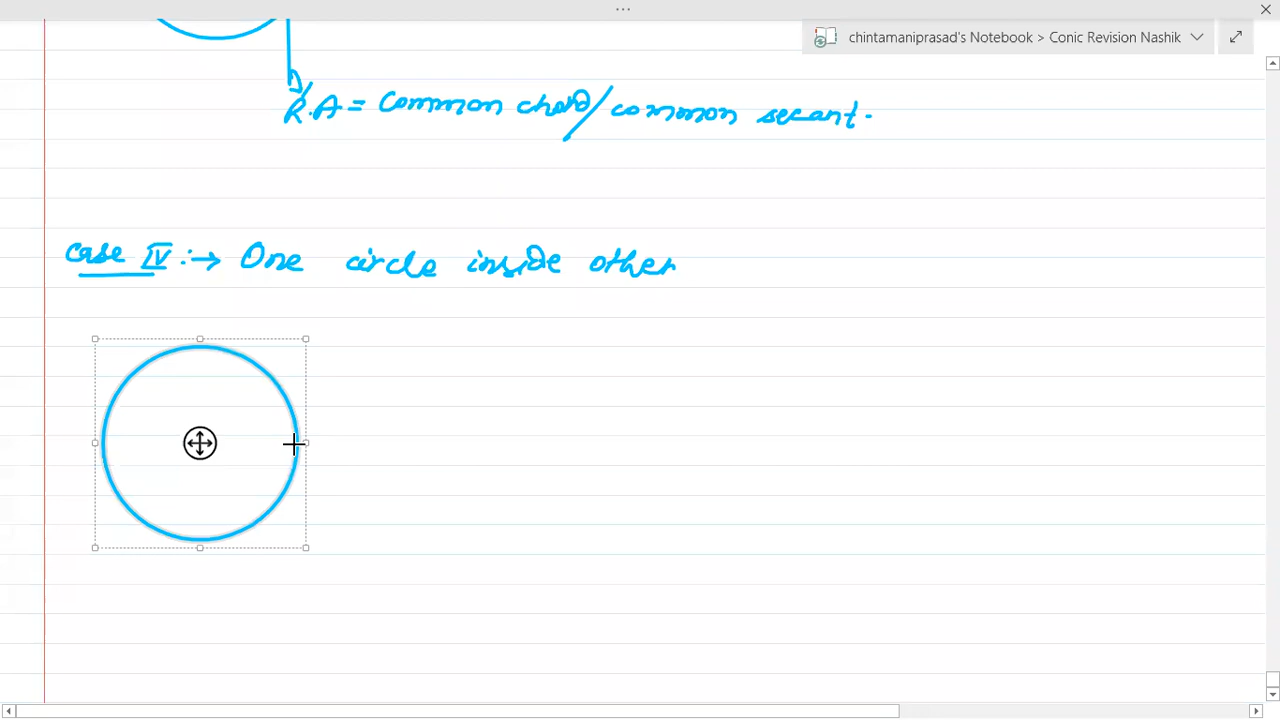 chintamaniprasad's Notebook > Conic Revision Nashik
R.A = Common chord/common secant.
Case IV :→ One circle inside other